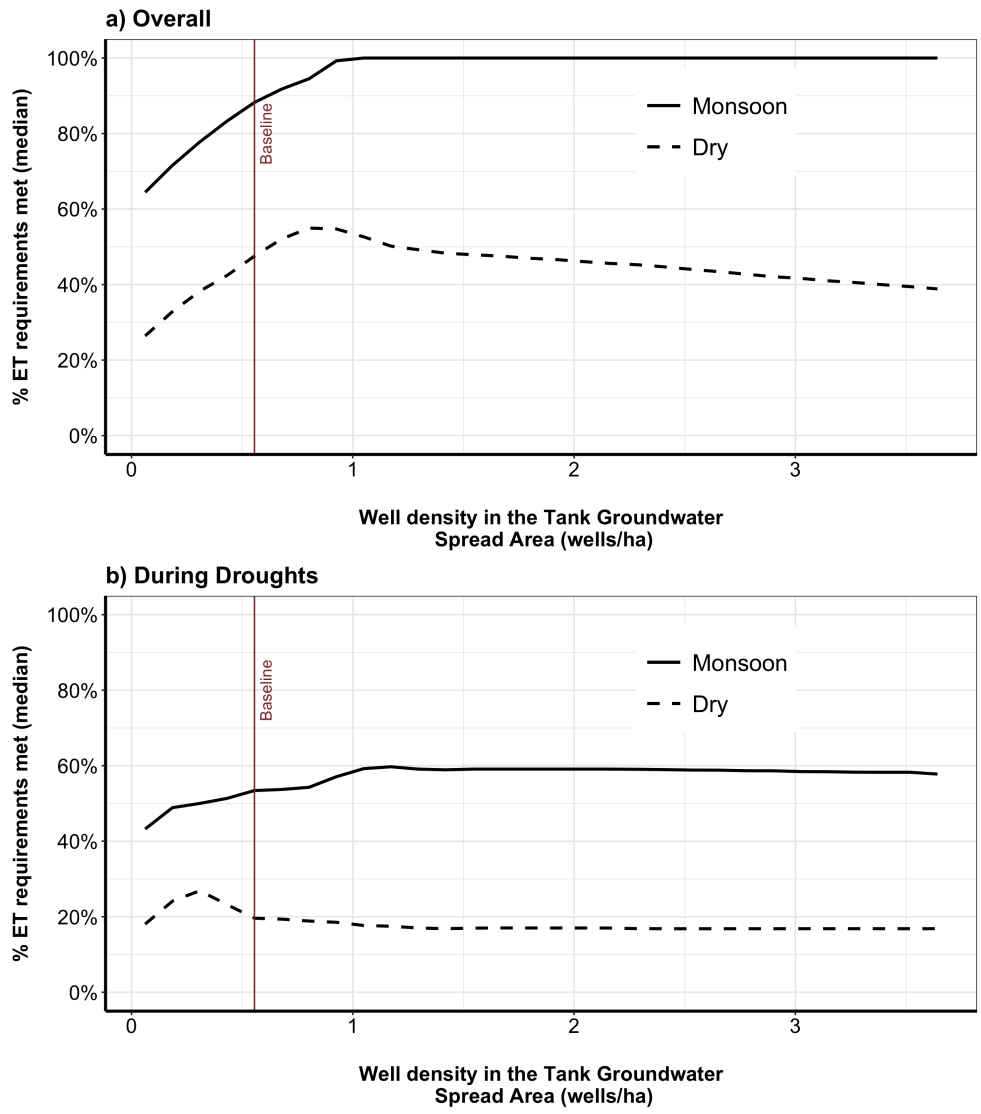 a) Overall
% ET requirements met (median)
100%
80%
60%
40%
20%
0%
Baseline
Monsoon
Dry
0 1 2 3
Well density in the Tank Groundwater
Spread Area (wells/ha)
b) During Droughts
% ET requirements met (median)
100%
80%
60%
40%
20%
0%
Baseline
Monsoon
Dry
0 1 2 3
Well density in the Tank Groundwater
Spread Area (wells/ha)